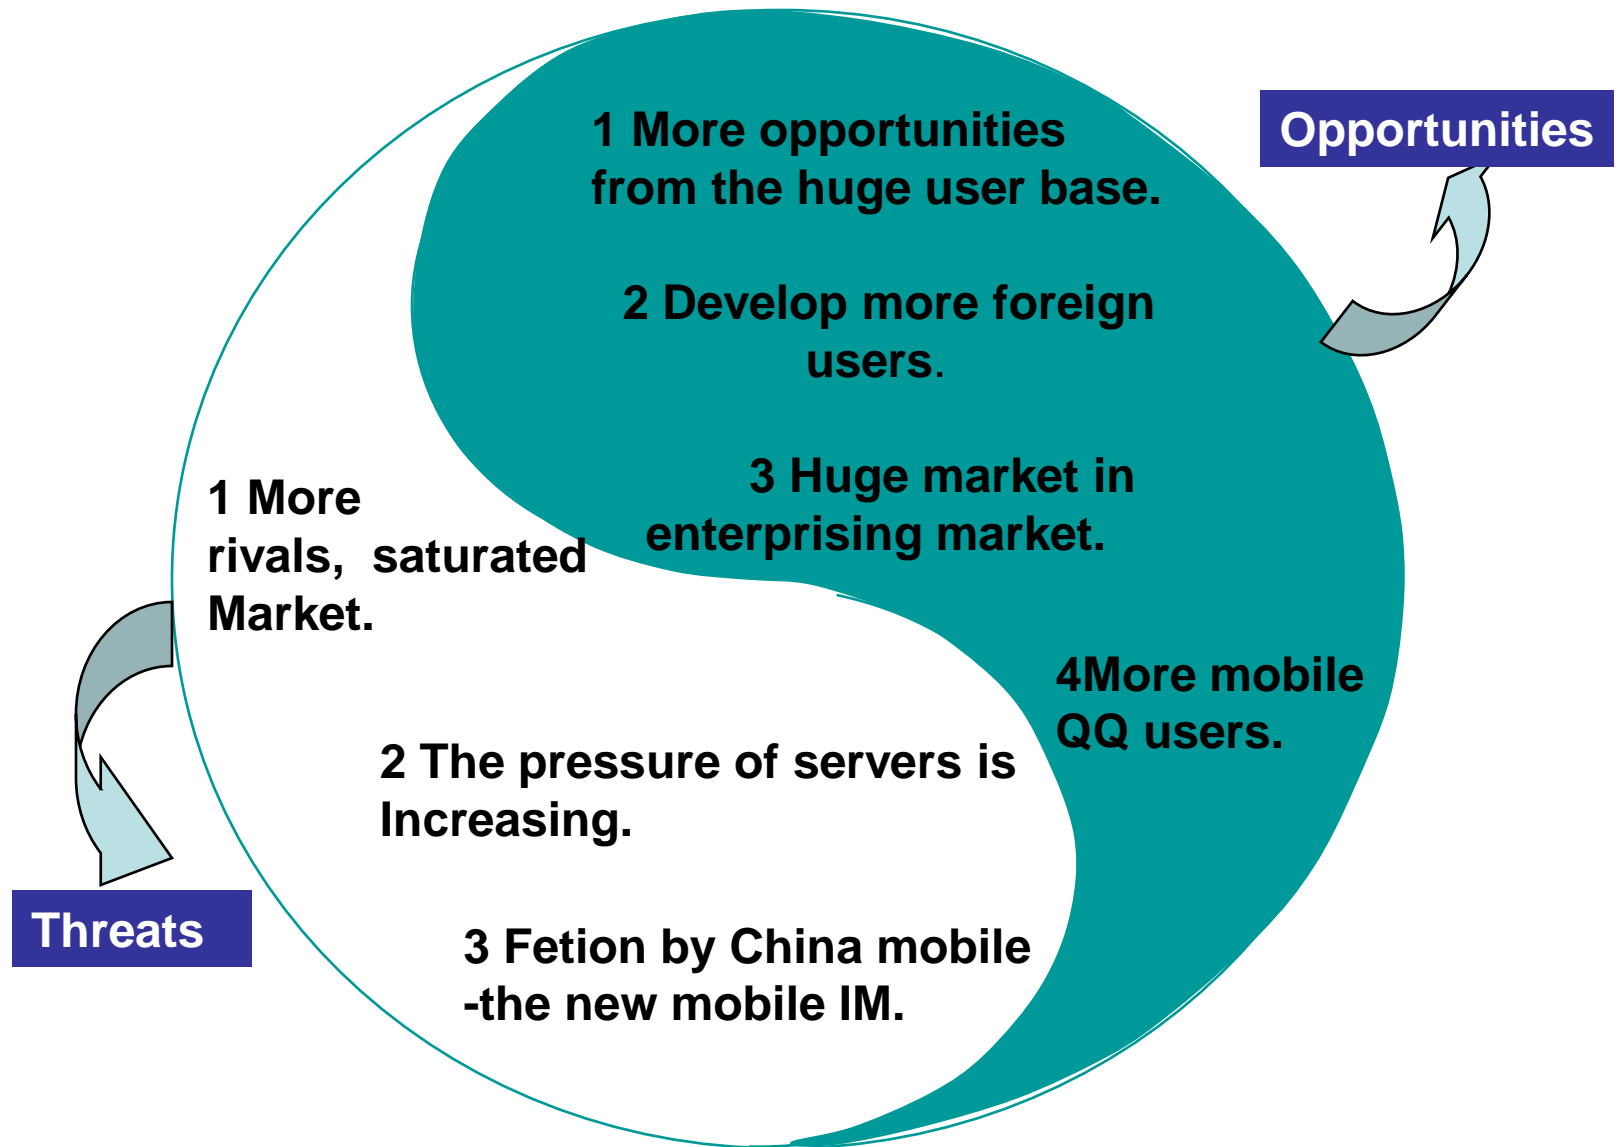 Opportunities
1 More opportunities
from the huge user base.
2 Develop more foreign
users.
3 Huge market in
enterprising market.
4More mobile
QQ users.
1 More
rivals, saturated
Market.
2 The pressure of servers is
Increasing.
3 Fetion by China mobile
-the new mobile IM.
Threats